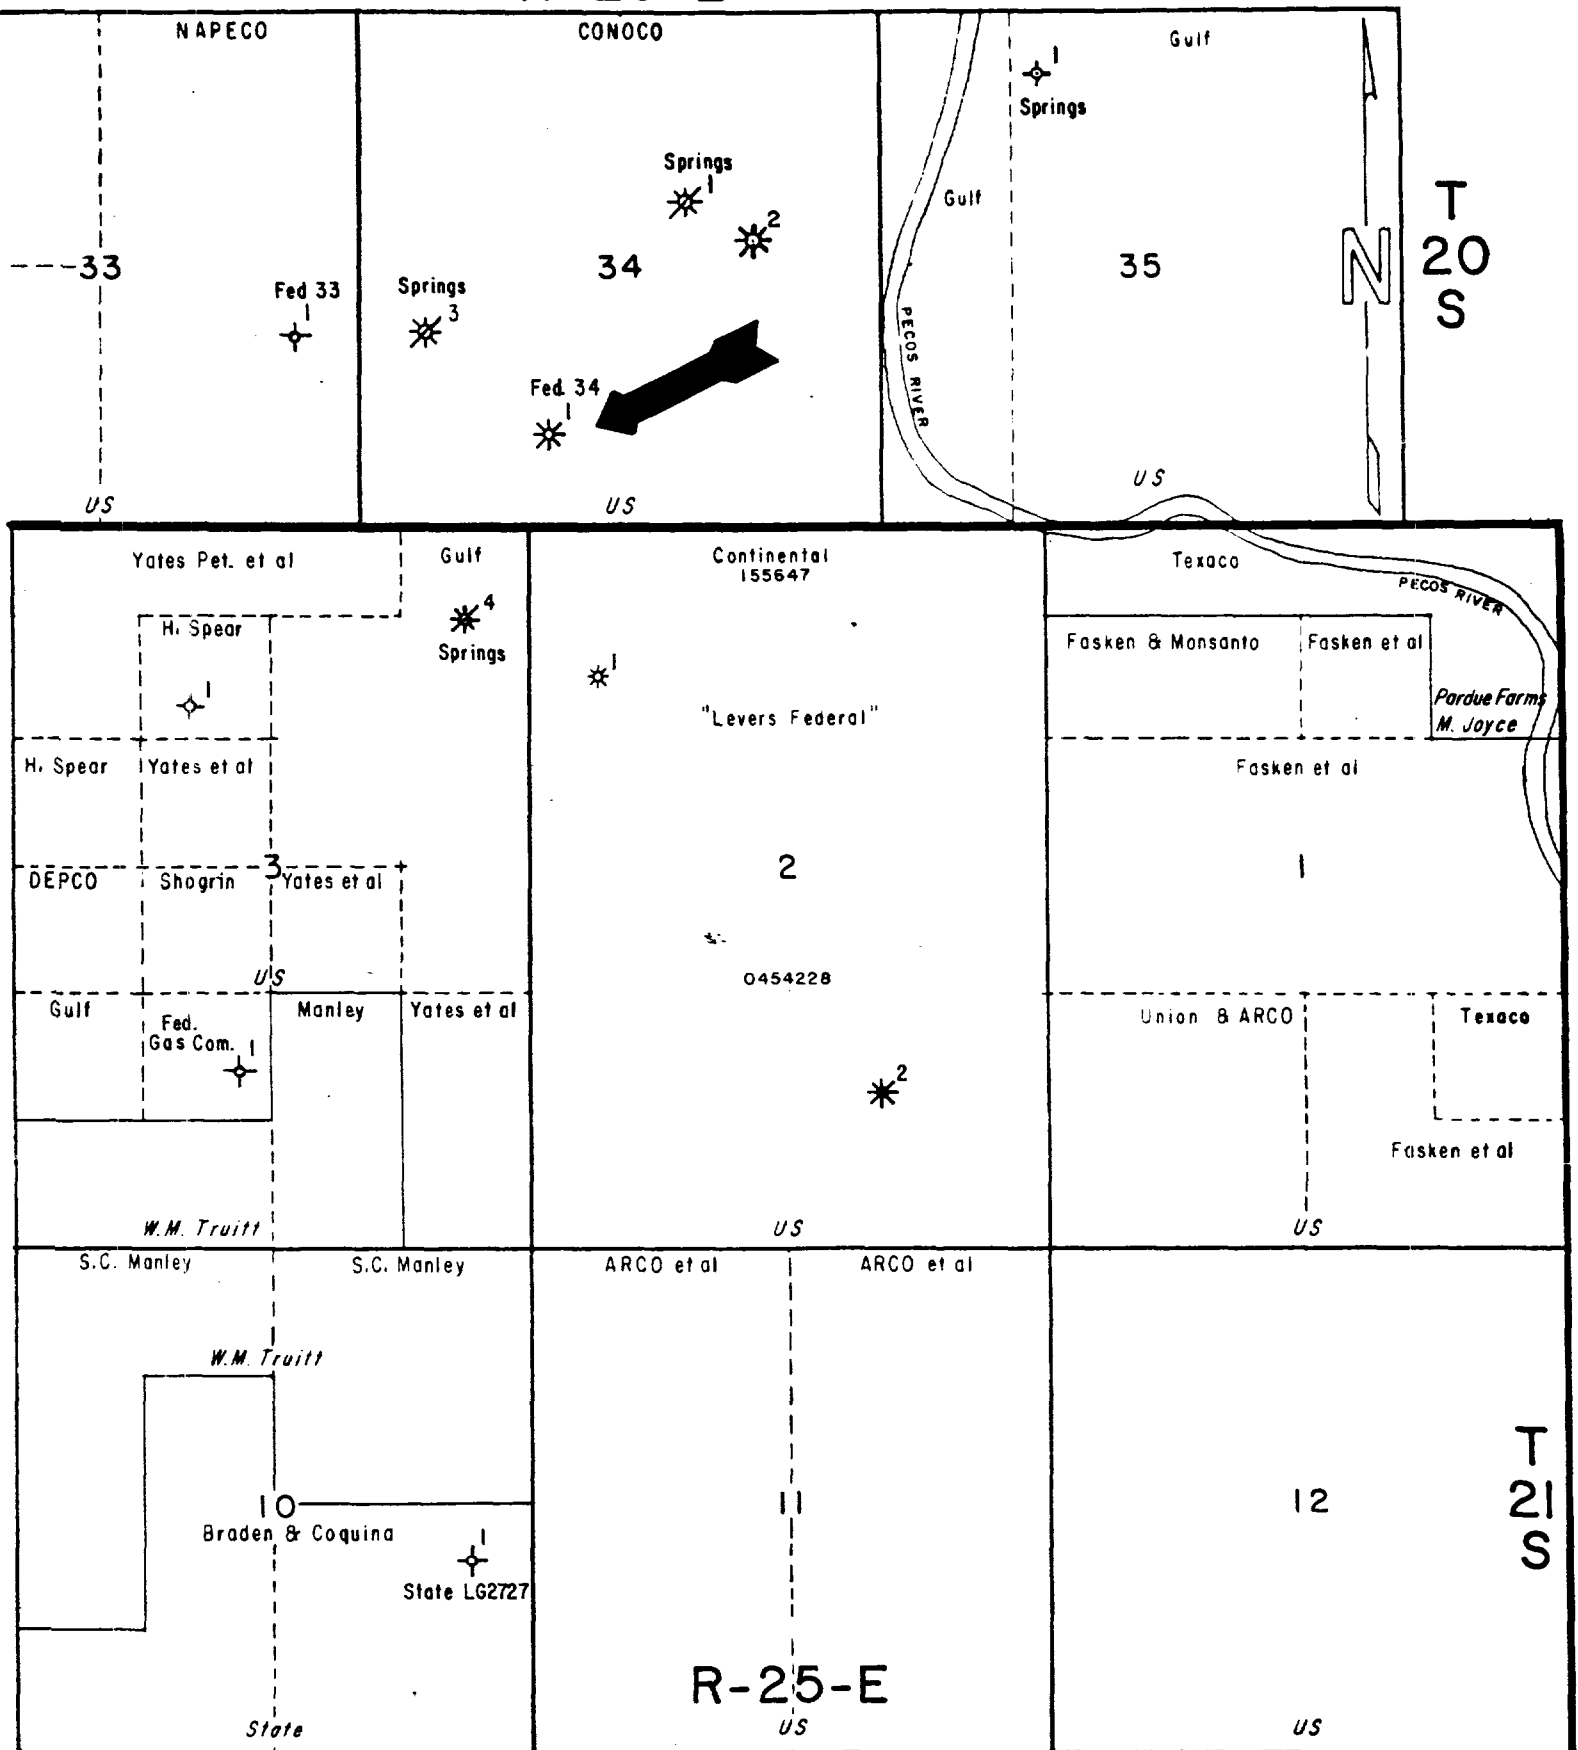 NAPECO
CONOCO
Gulf
1
Springs
Springs
1
2
Gulf
T
20
S
N
33
34
35
Fed 33
1
Springs
3
PECOS RIVER
Fed. 34
1
US
US
US
Yates Pet. et al
Gulf
Continental
155647
Texaco
PECOS RIVER
4
Springs
H. Spear
1
1
"Levers Federal"
Fasken & Monsanto
Fasken et al
Pardue Farms
M. Joyce
H. Spear
Yates et al
Fasken et al
3
2
1
DEPCO
Shogrin
Yates et al
US
0454228
Gulf
Fed.
Gas Com.
1
Manley
Yates et al
Union & ARCO
Texaco
2
Fasken et al
W.M. Truitt
US
US
S.C. Manley
S.C. Manley
ARCO et al
ARCO et al
W.M. Truitt
T
21
S
10
11
12
Braden & Coquina
1
State LG2727
R-25-E
State
US
US